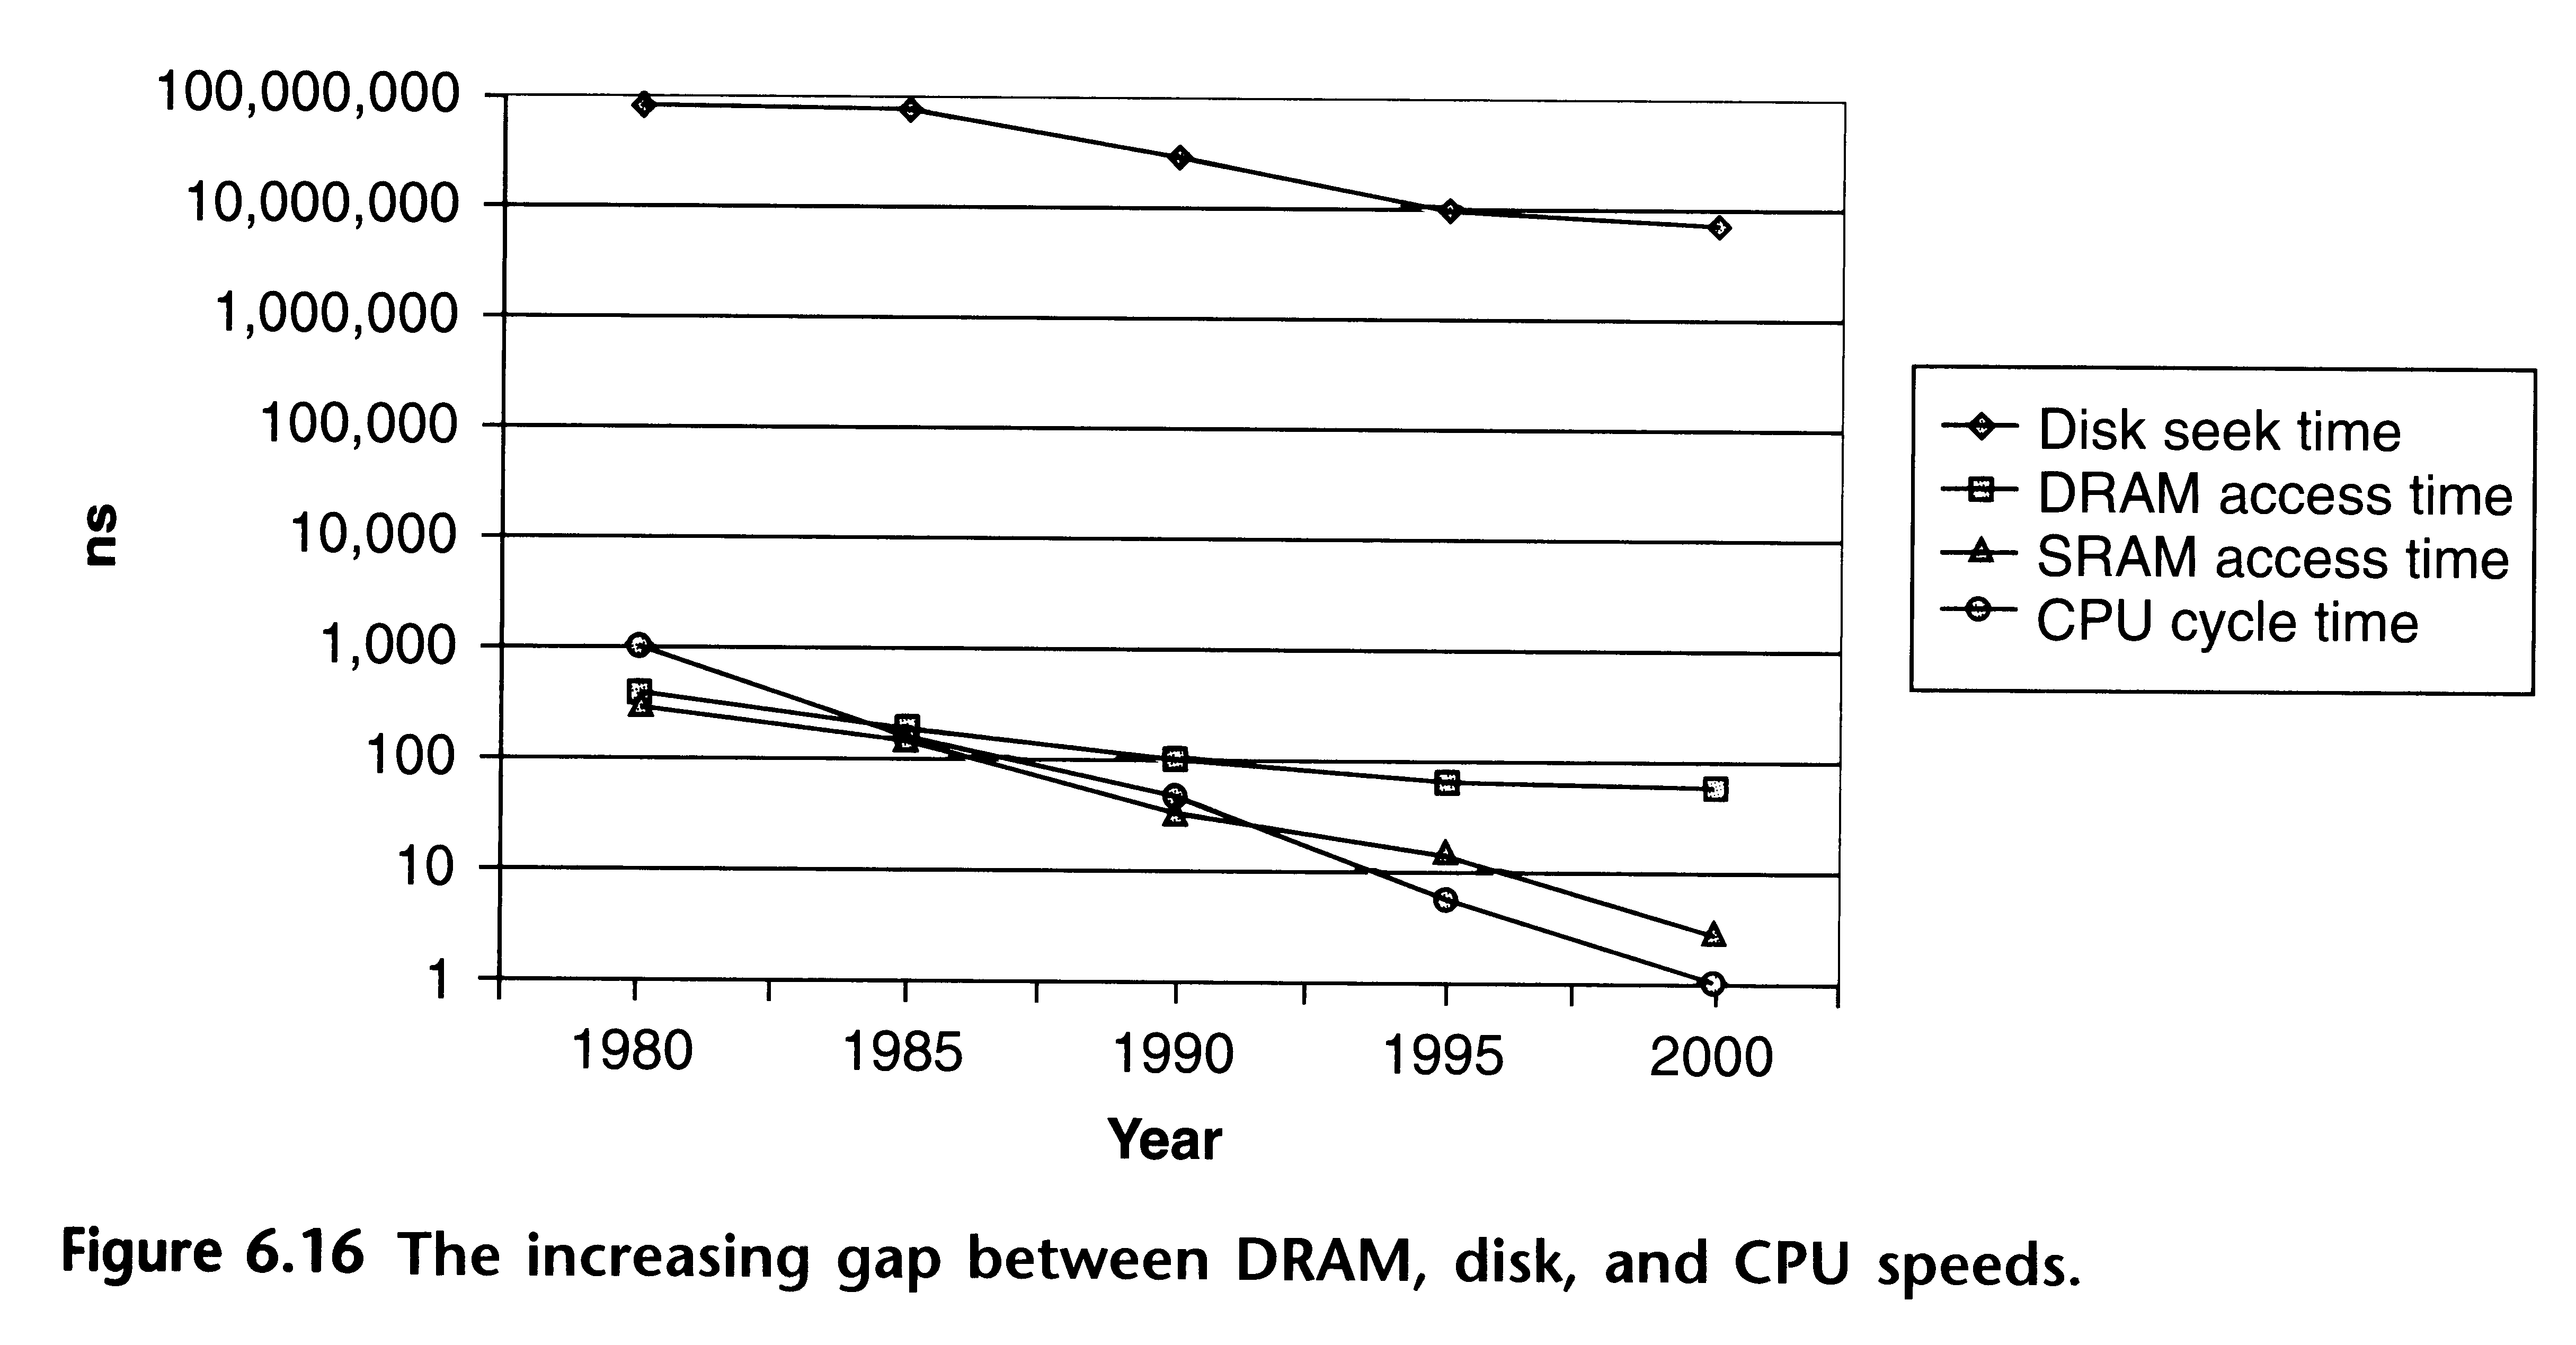 100,000,000
10,000,000
1,000,000
100,000
10,000
1,000
100
10
1
ns
1980 1985 1990 1995 2000
Year
Disk seek time
DRAM access time
SRAM access time
CPU cycle time
Figure 6.16 The increasing gap between DRAM, disk, and CPU speeds.